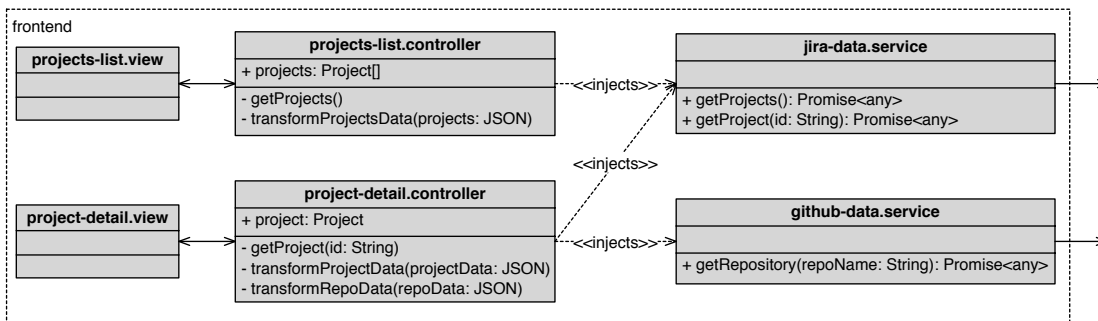 frontend
projects-list.view
projects-list.controller
+ projects: Project[]
- getProjects()
- transformProjectsData(projects: JSON)
<<injects>>
jira-data.service
+ getProjects(): Promise<any>
+ getProject(id: String): Promise<any>
<<injects>>
project-detail.view
project-detail.controller
+ project: Project
- getProject(id: String)
- transformProjectData(projectData: JSON)
- transformRepoData(repoData: JSON)
<<injects>>
github-data.service
+ getRepository(repoName: String): Promise<any>